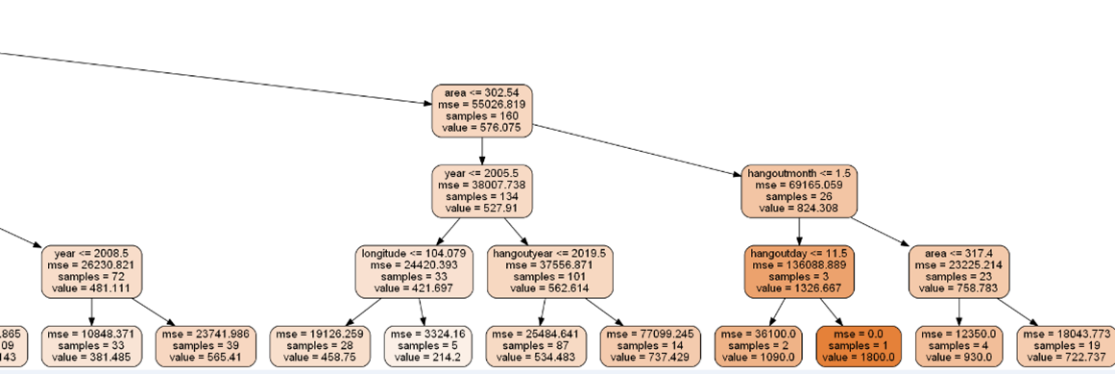 area <= 302.54
mse = 55026.819
samples = 160
value = 576.075
year <= 2005.5
mse = 38007.738
samples = 134
value = 527.91
hangoutmonth <= 1.5
mse = 69165.059
samples = 26
value = 824.308
year <= 2008.5
mse = 26230.821
samples = 72
value = 481.111
longitude <= 104.079
mse = 24420.393
samples = 33
value = 421.697
hangoutyear <= 2019.5
mse = 37556.871
samples = 101
value = 562.614
hangoutday <= 11.5
mse = 136088.889
samples = 3
value = 1326.667
area <= 317.4
mse = 23225.214
samples = 23
value = 758.783
.865
09
143
mse = 10848.371
samples = 33
value = 381.485
mse = 23741.986
samples = 39
value = 565.41
mse = 19126.259
samples = 28
value = 458.75
mse = 3324.16
samples = 5
value = 214.2
mse = 25484.641
samples = 87
value = 534.483
mse = 77099.245
samples = 14
value = 737.429
mse = 36100.0
samples = 2
value = 1090.0
mse = 0.0
samples = 1
value = 1800.0
mse = 12350.0
samples = 4
value = 930.0
mse = 18043.773
samples = 19
value = 722.737